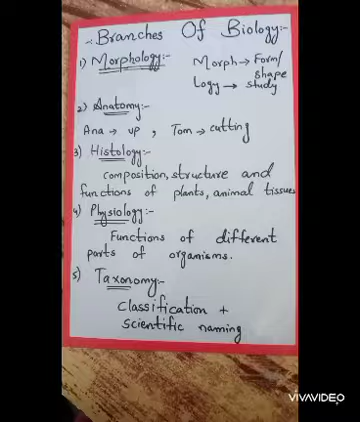 :- Branches Of Biology:-
1) Morphology:- Morph → Form/
shape
Logy → study
2) Anatomy:-
Ana → up , Tom → cutting
3) Histology:-
composition, structure and
functions of plants, animal tissues
4) Physiology:-
Functions of different
parts of organisms.
5) Taxonomy:-
Classification +
scientific naming
VIVAVIDEO